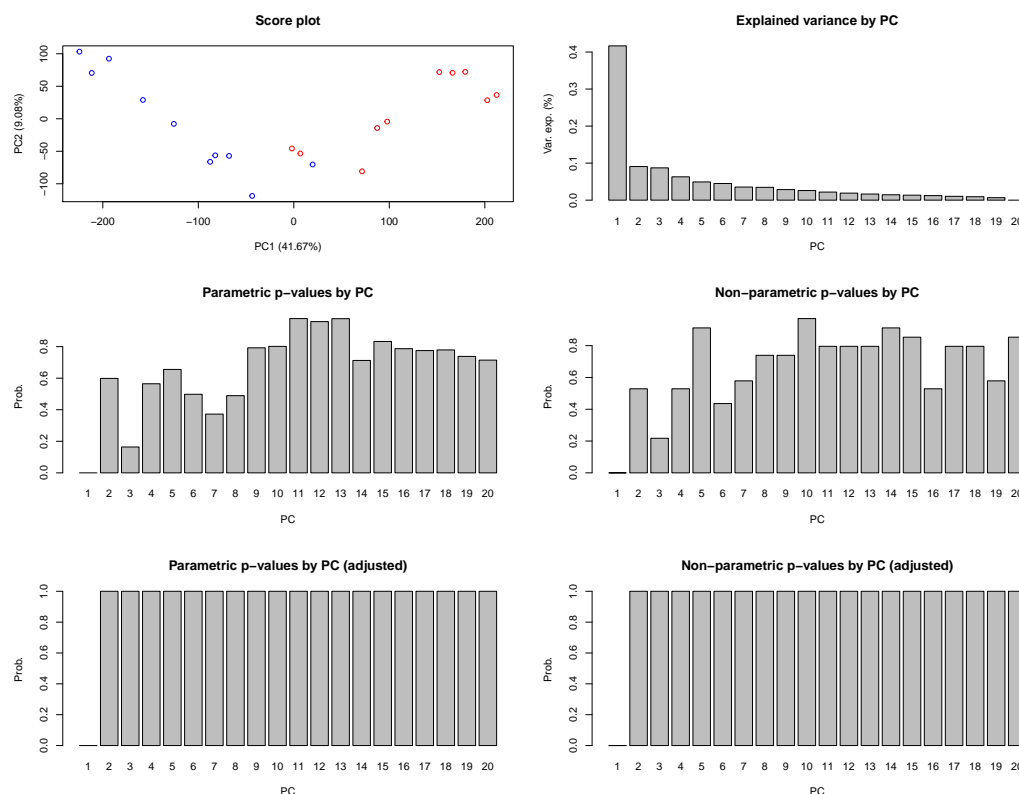 Score plot
PC2 (9.08%)
100
50
0
−50
−100
−200
−100
0
100
200
PC1 (41.67%)
Explained variance by PC
Var. exp. (%)
0.4
0.3
0.2
0.1
0.0
1 2 3 4 5 6 7 8 9 10 11 12 13 14 15 16 17 18 19 20
PC
Parametric p−values by PC
Prob.
0.8
0.6
0.4
0.2
0.0
1 2 3 4 5 6 7 8 9 10 11 12 13 14 15 16 17 18 19 20
PC
Non−parametric p−values by PC
Prob.
0.8
0.6
0.4
0.2
0.0
1 2 3 4 5 6 7 8 9 10 11 12 13 14 15 16 17 18 19 20
PC
Parametric p−values by PC (adjusted)
Prob.
1.0
0.8
0.6
0.4
0.2
0.0
1 2 3 4 5 6 7 8 9 10 11 12 13 14 15 16 17 18 19 20
PC
Non−parametric p−values by PC (adjusted)
Prob.
1.0
0.8
0.6
0.4
0.2
0.0
1 2 3 4 5 6 7 8 9 10 11 12 13 14 15 16 17 18 19 20
PC